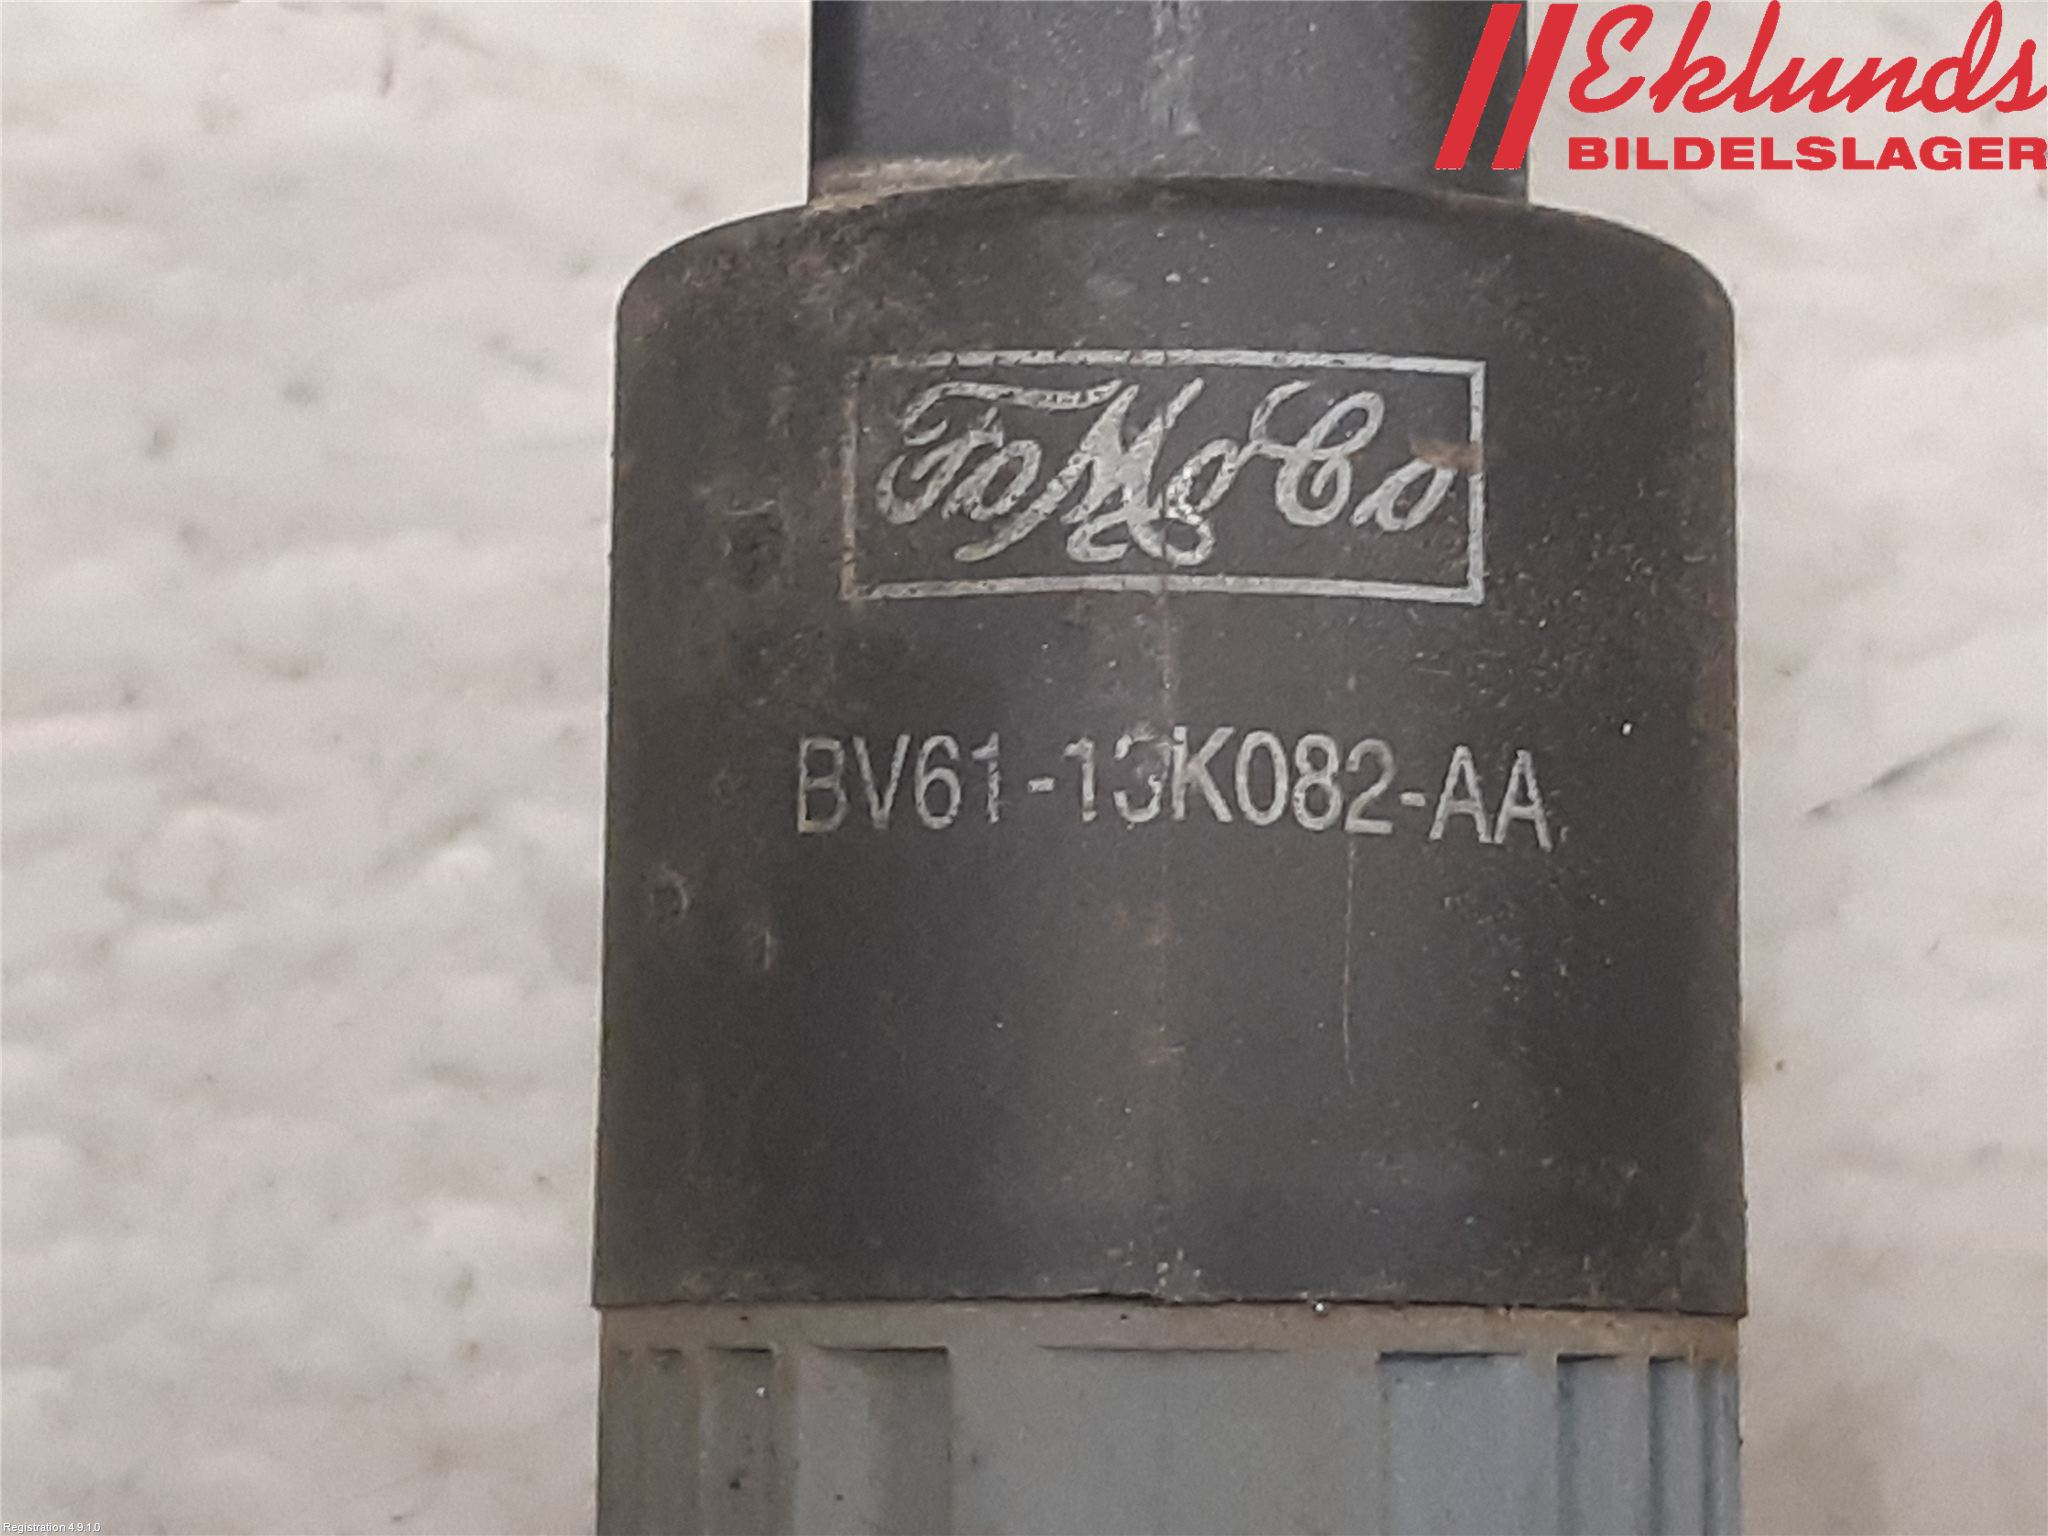 Eklunds
BILDELSLAGER
FoMoCo
BV61-13K082-AA
Registration 4.9.1.0